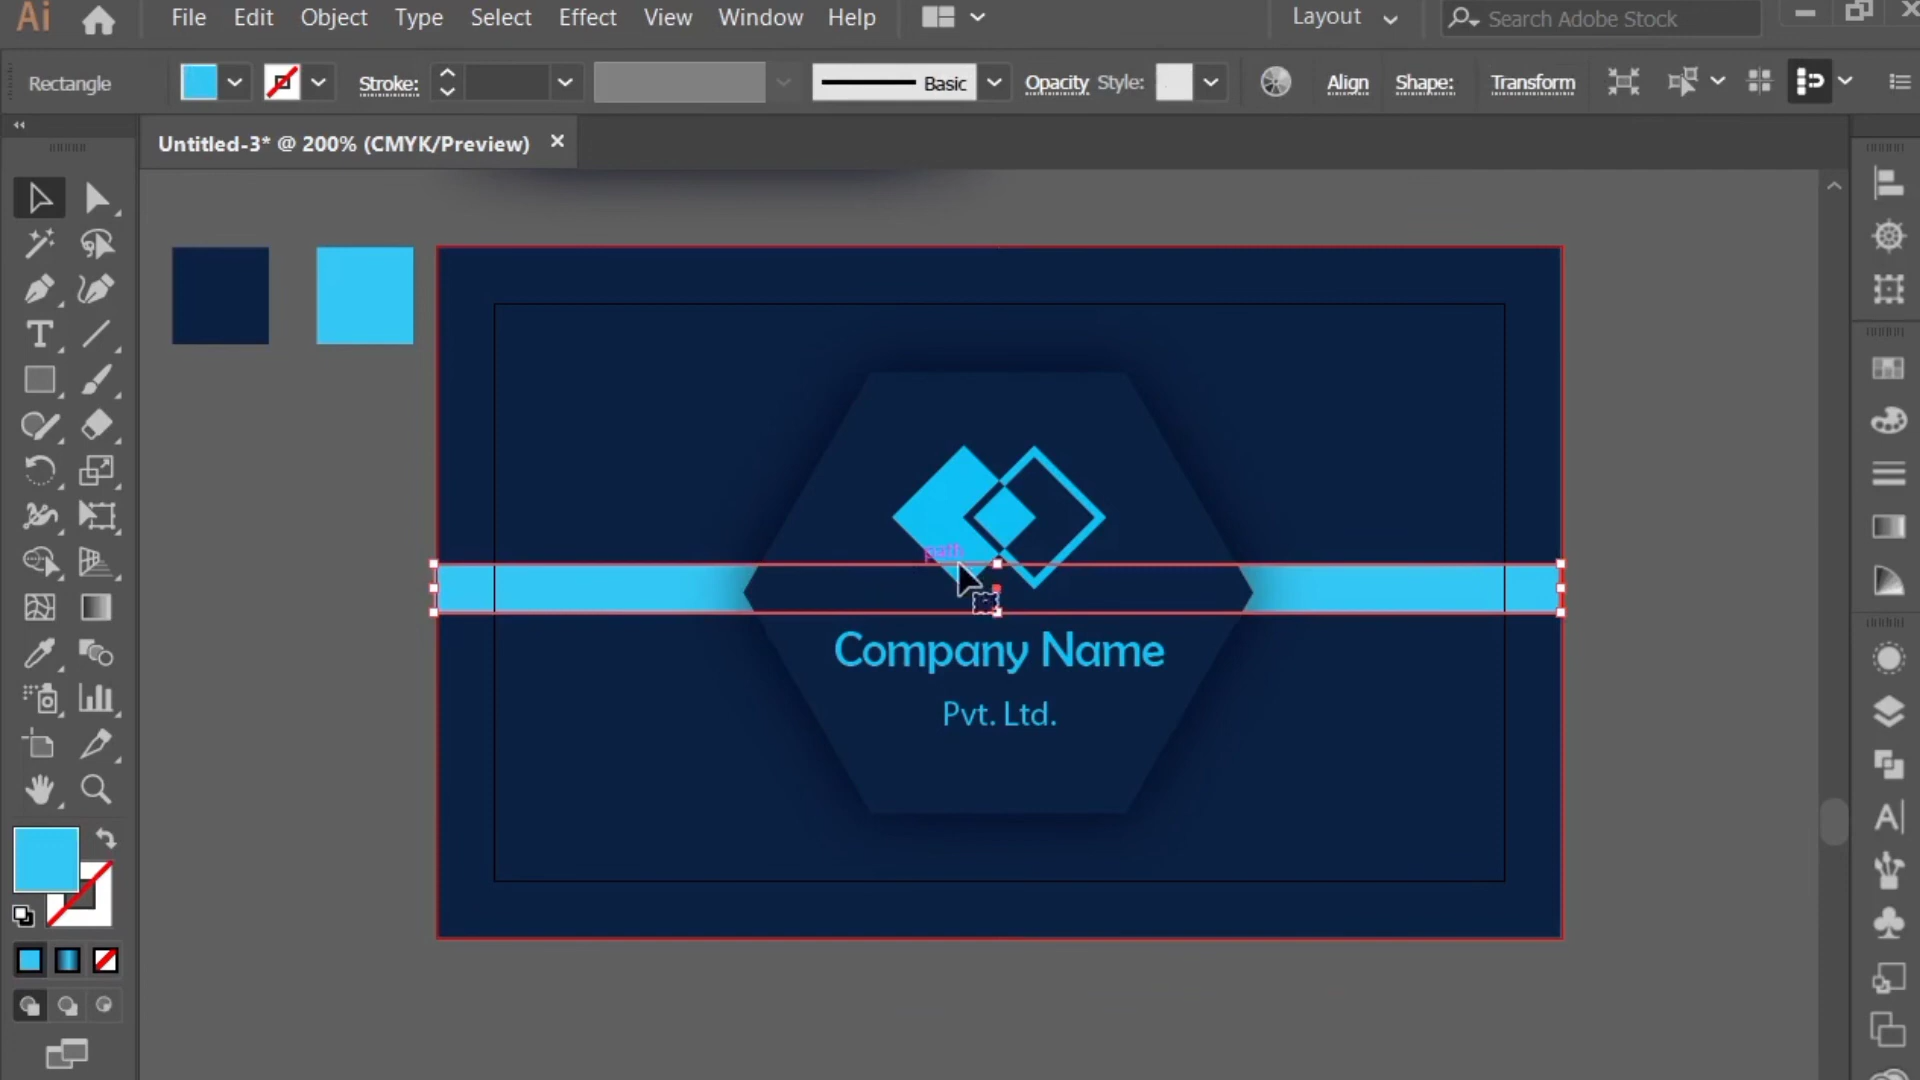 Ai File Edit Object Type Select Effect View Window Help Layout Search Adobe Stock
Rectangle Stroke: Basic Opacity Style: Align Shape: Transform
Untitled-3* @ 200% (CMYK/Preview)
path
Company Name
Pvt. Ltd.